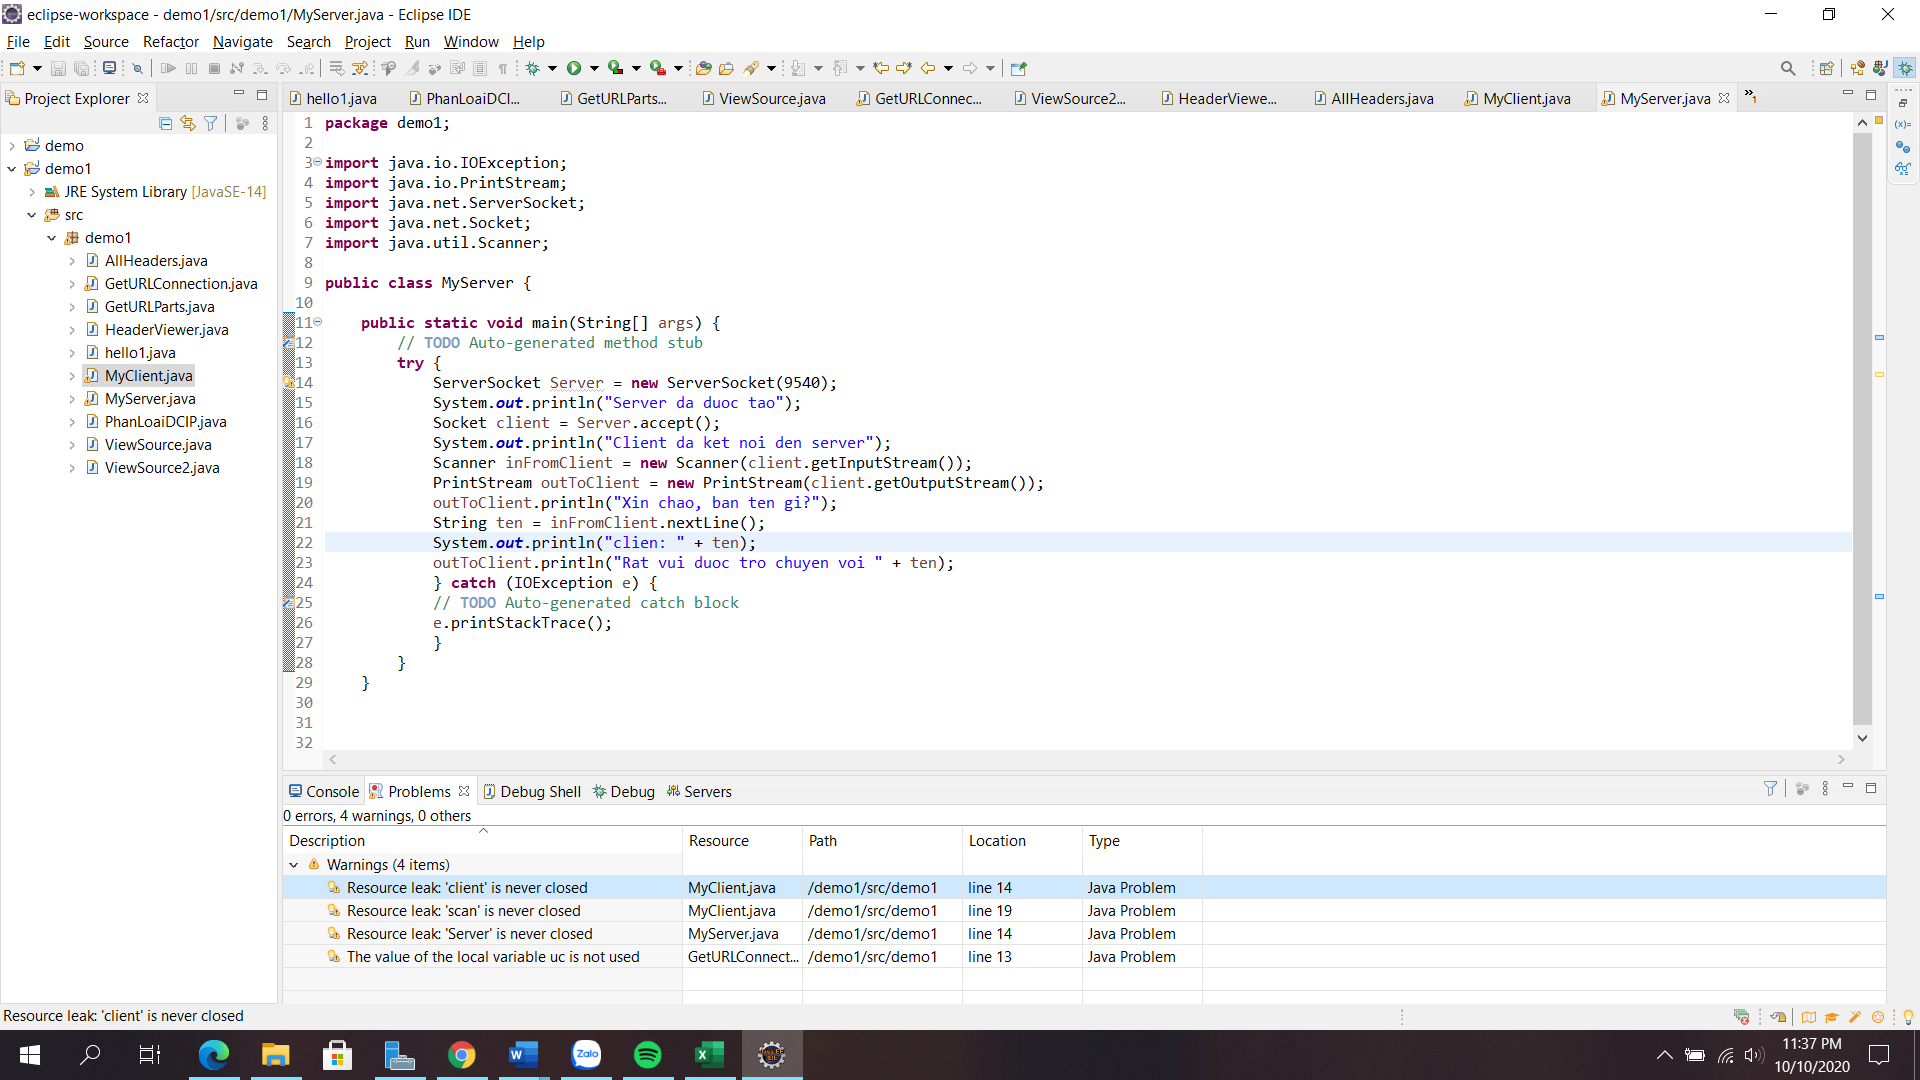 eclipse-workspace - demo1/src/demo1/MyServer.java - Eclipse IDE
File Edit Source Refactor Navigate Search Project Run Window Help
Project Explorer
hello1.java PhanLoaiDCI... GetURLParts... ViewSource.java GetURLConnec... ViewSource2... HeaderViewe... AllHeaders.java MyClient.java MyServer.java »1
demo
demo1
JRE System Library [JavaSE-14]
src
demo1
AllHeaders.java
GetURLConnection.java
GetURLParts.java
HeaderViewer.java
hello1.java
MyClient.java
MyServer.java
PhanLoaiDCIP.java
ViewSource.java
ViewSource2.java
1 package demo1;
2
3 import java.io.IOException;
4 import java.io.PrintStream;
5 import java.net.ServerSocket;
6 import java.net.Socket;
7 import java.util.Scanner;
8
9 public class MyServer {
10
11 public static void main(String[] args) {
12 // TODO Auto-generated method stub
13 try {
14 ServerSocket Server = new ServerSocket(9540);
15 System.out.println("Server da duoc tao");
16 Socket client = Server.accept();
17 System.out.println("Client da ket noi den server");
18 Scanner inFromClient = new Scanner(client.getInputStream());
19 PrintStream outToClient = new PrintStream(client.getOutputStream());
20 outToClient.println("Xin chao, ban ten gi?");
21 String ten = inFromClient.nextLine();
22 System.out.println("clien: " + ten);
23 outToClient.println("Rat vui duoc tro chuyen voi " + ten);
24 } catch (IOException e) {
25 // TODO Auto-generated catch block
26 e.printStackTrace();
27 }
28 }
29 }
30
31
32
Console Problems Debug Shell Debug Servers
0 errors, 4 warnings, 0 others
Description Resource Path Location Type
Warnings (4 items)
Resource leak: 'client' is never closed MyClient.java /demo1/src/demo1 line 14 Java Problem
Resource leak: 'scan' is never closed MyClient.java /demo1/src/demo1 line 19 Java Problem
Resource leak: 'Server' is never closed MyServer.java /demo1/src/demo1 line 14 Java Problem
The value of the local variable uc is not used GetURLConnect... /demo1/src/demo1 line 13 Java Problem
Resource leak: 'client' is never closed
Zalo
11:37 PM
10/10/2020